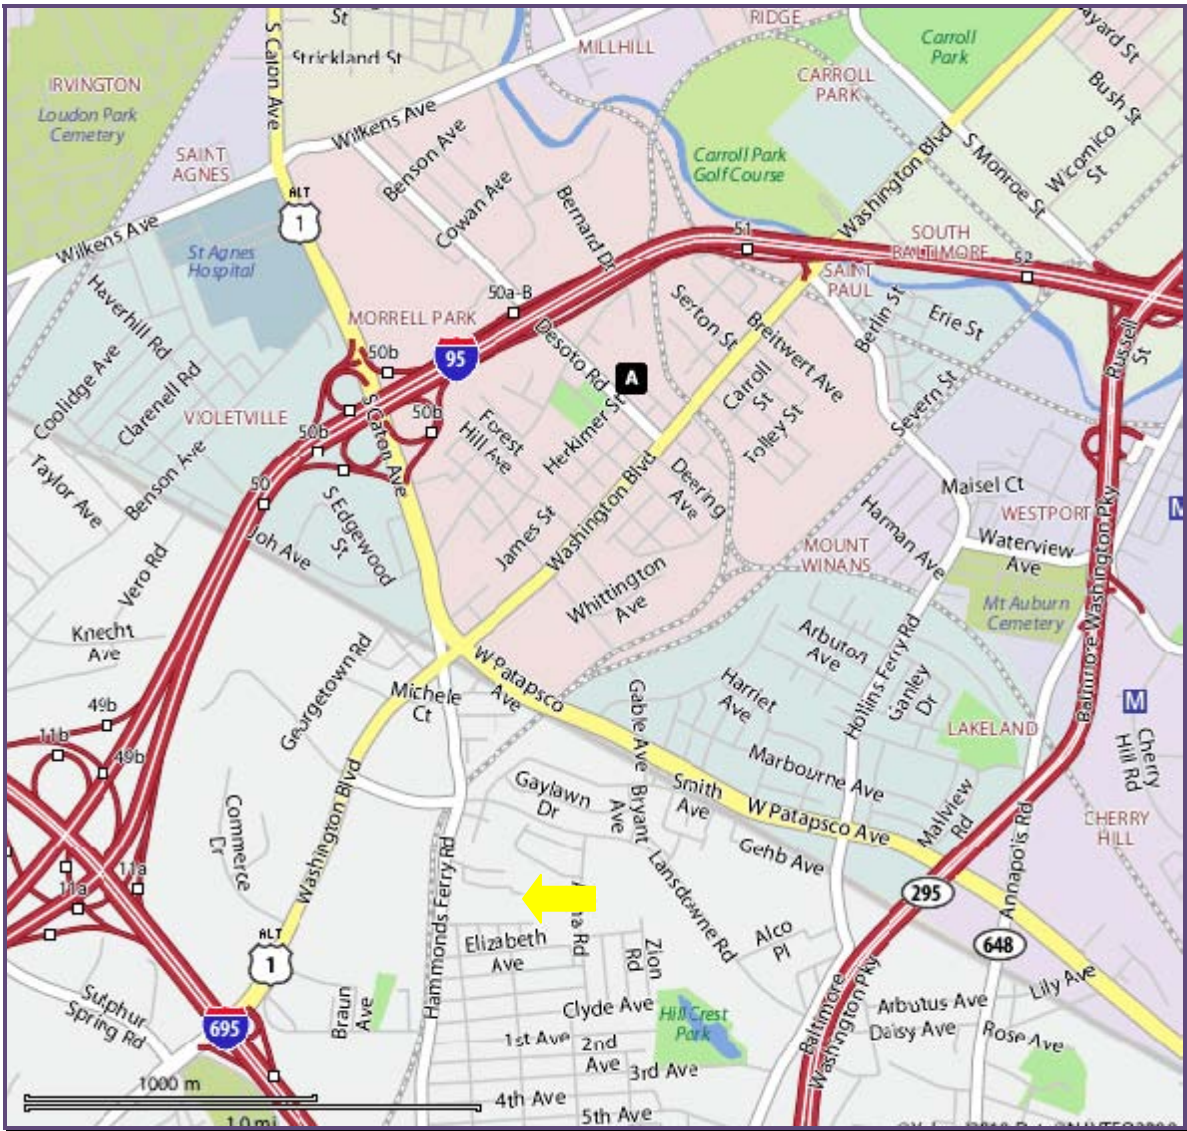 St
Strickland St
MILLHILL
RIDGE
Carroll
Park
ayard St
Bush St
Wicomico
St
S Caton Ave
IRVINGTON
Loudon Park
Cemetery
SAINT
AGNES
Wilkens Ave
Benson Ave
Cowan Ave
Bernard Dr
CARROLL
PARK
Carroll Park
Golf Course
Washington Blvd
S Monroe St
ALT
1
Wilkens Ave
St Agnes
Hospital
51
SOUTH
BALTIMORE
SAINT
PAUL
52
Haverhill Rd
MORRELL PARK
50a-B
Sexton St
Breitwert Ave
Berlin St
Erie St
Russell
St
Coolidge Ave
Clarenell Rd
50b
95
Desoto Rd
A
Carroll
St
Tolley St
Severn St
VIOLETVILLE
50b
50b
S Caton Ave
Forest
Hill Ave
Herkimer St
Taylor Ave
Benson Ave
50
S Edgewood
St
Washington Blvd
Deering
Ave
Maisel Ct
WESTPORT
M
Joh Ave
James St
Harman Ave
Waterview
Ave
MOUNT
WINANS
Vero Rd
Whittington
Ave
Mt Auburn
Cemetery
Baltimore Washington Pky
Knecht
Ave
Georgetown Rd
W Patapsco
Ave
Arbuton
Ave
Hollins Ferry Rd
Ganley
Dr
Michele
Ct
Gable Ave
Harriet
Ave
LAKELAND
M
Cherry
Hill Rd
49b
11b
49b
Washington Blvd
Marbourne Ave
Gaylawn
Dr
Bryant
Ave
Smith
Ave
W Patapsco Ave
Mallview
Rd
CHERRY
HILL
Commerce
Dr
Gehb Ave
Annapolis Rd
11a
11a
Hammonds Ferry Rd
Lansdowne Rd
295
a Rd
Elizabeth
Ave
Zion
Rd
Alco
Pl
648
ALT
1
Lily Ave
Sulphur
Spring Rd
695
Braun
Ave
Clyde Ave
Hill Crest
Park
Baltimore
Washington Pky
Arbutus Ave
Daisy Ave
Rose Ave
1st Ave
2nd
Ave
3rd Ave
1000 m
4th Ave
5th Ave
1.0 mi